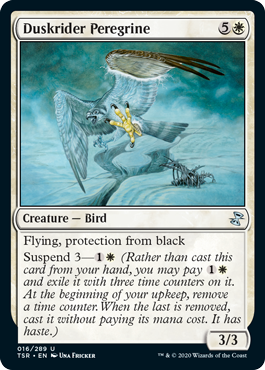 Duskrider Peregrine 5
Creature — Bird
Flying, protection from black
Suspend 3—1 (Rather than cast this
card from your hand, you may pay 1
and exile it with three time counters on it.
At the beginning of your upkeep, remove
a time counter. When the last is removed,
cast it without paying its mana cost. It has
haste.)
3/3
016/289 U
TSR • EN Una Fricker
™ & © 2020 Wizards of the Coast